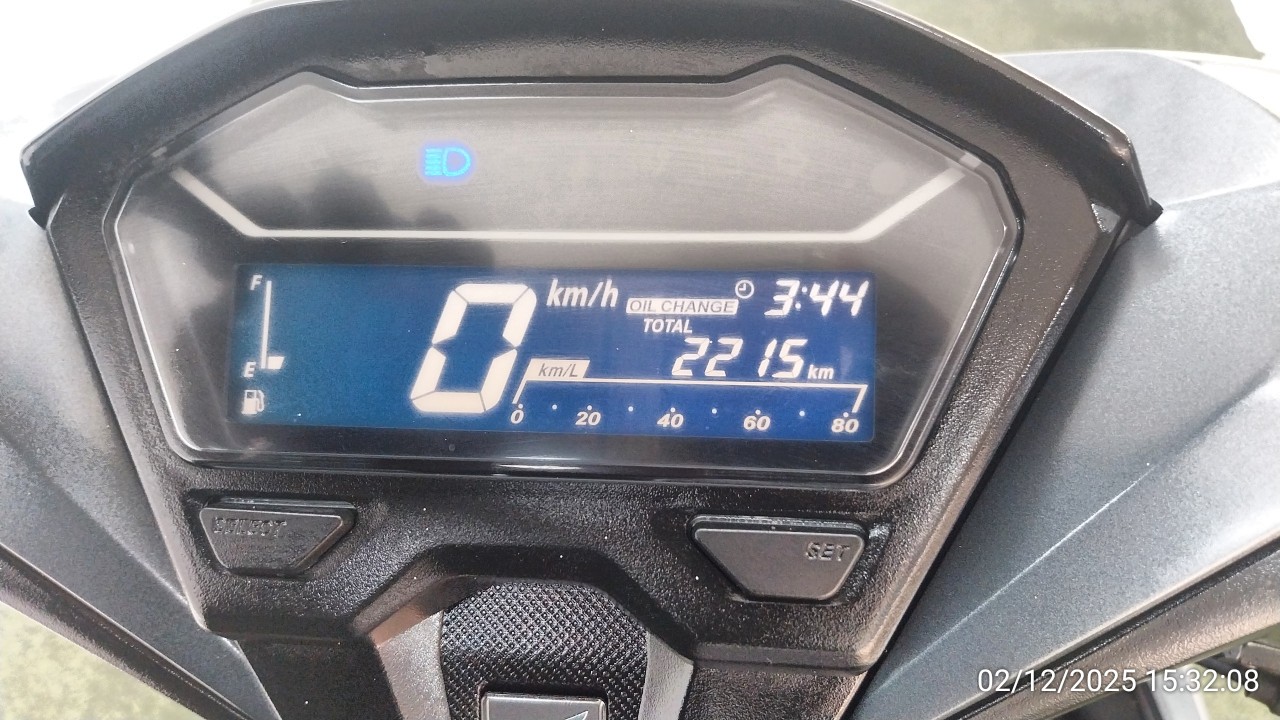 F
E
0 km/h
OIL CHANGE 3:44
TOTAL
2215 km
km/L
0 20 40 60 80
SELECT
SET
02/12/2025 15:32:08